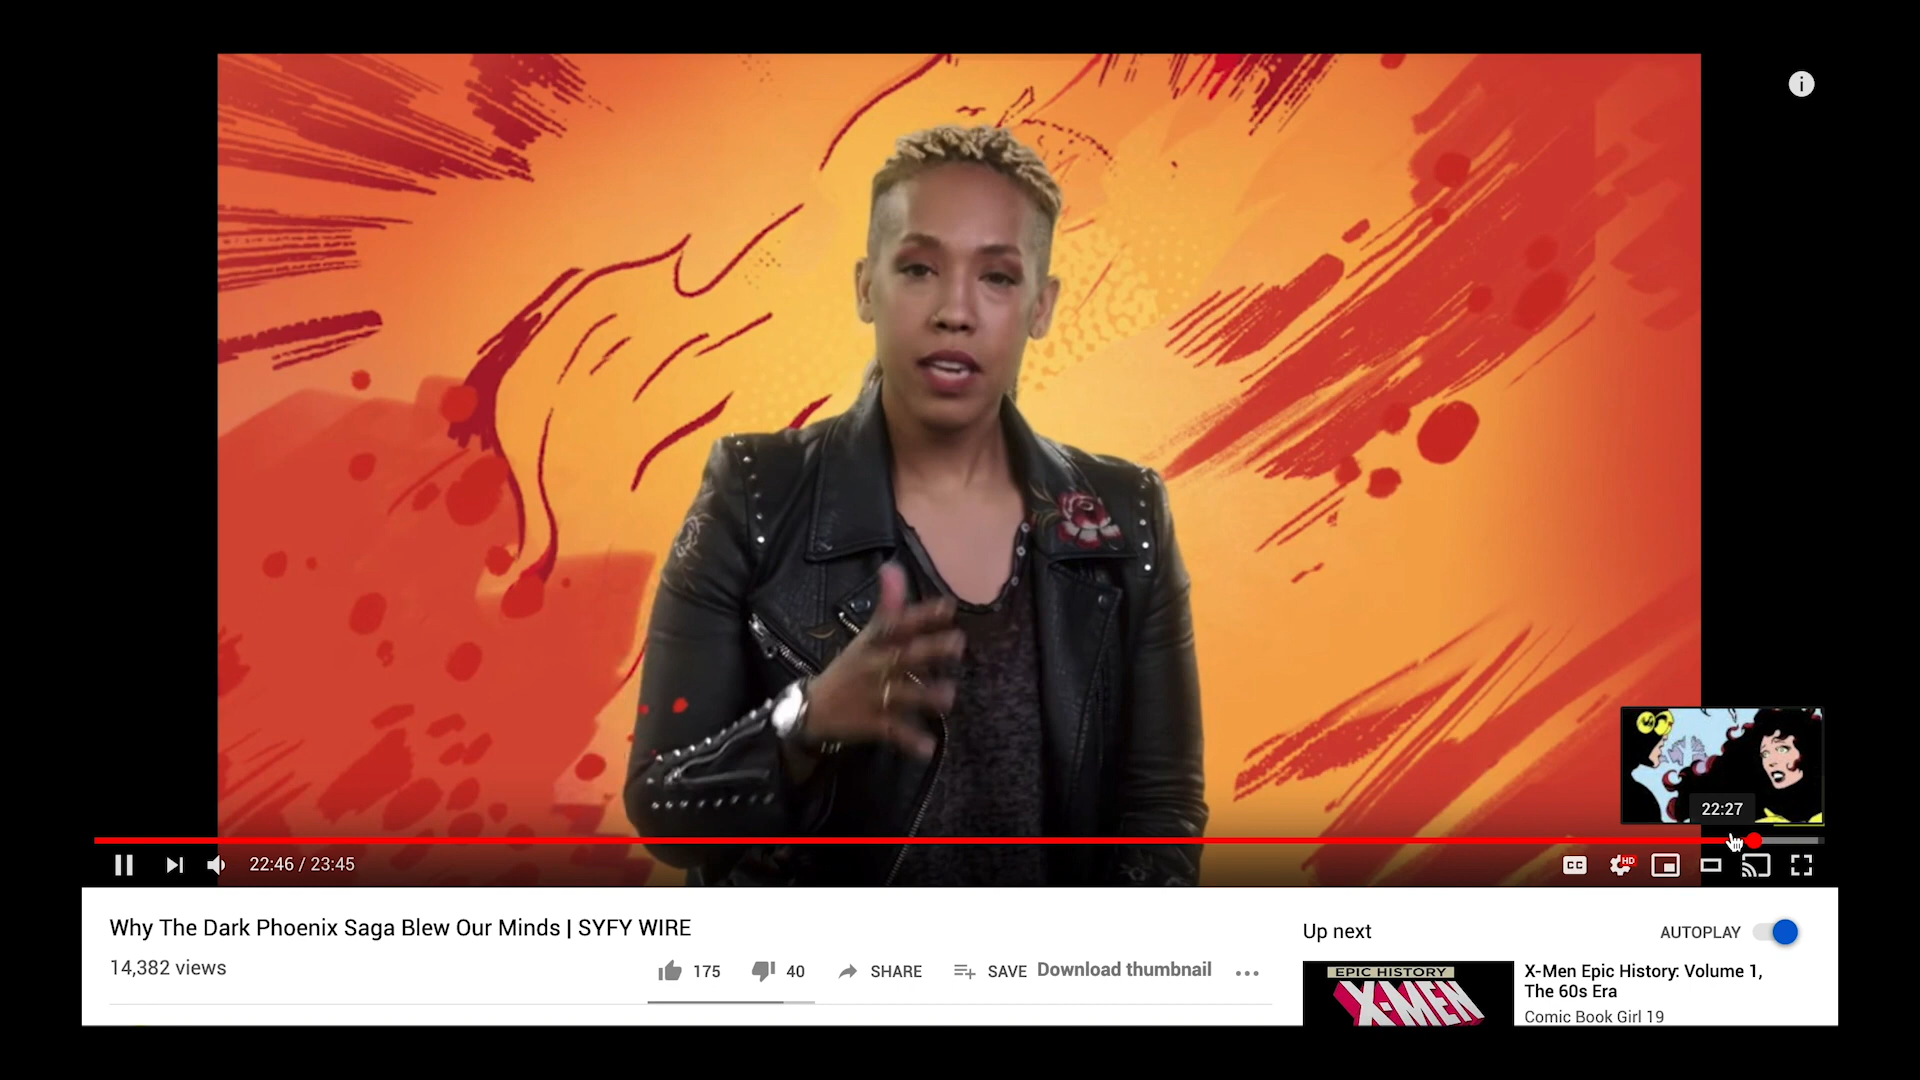 22:27
22:46 / 23:45
CC
HD
Why The Dark Phoenix Saga Blew Our Minds | SYFY WIRE
14,382 views
175
40
SHARE
SAVE
Download thumbnail
Up next
AUTOPLAY
EPIC HISTORY
X-MEN
X-Men Epic History: Volume 1,
The 60s Era
Comic Book Girl 19